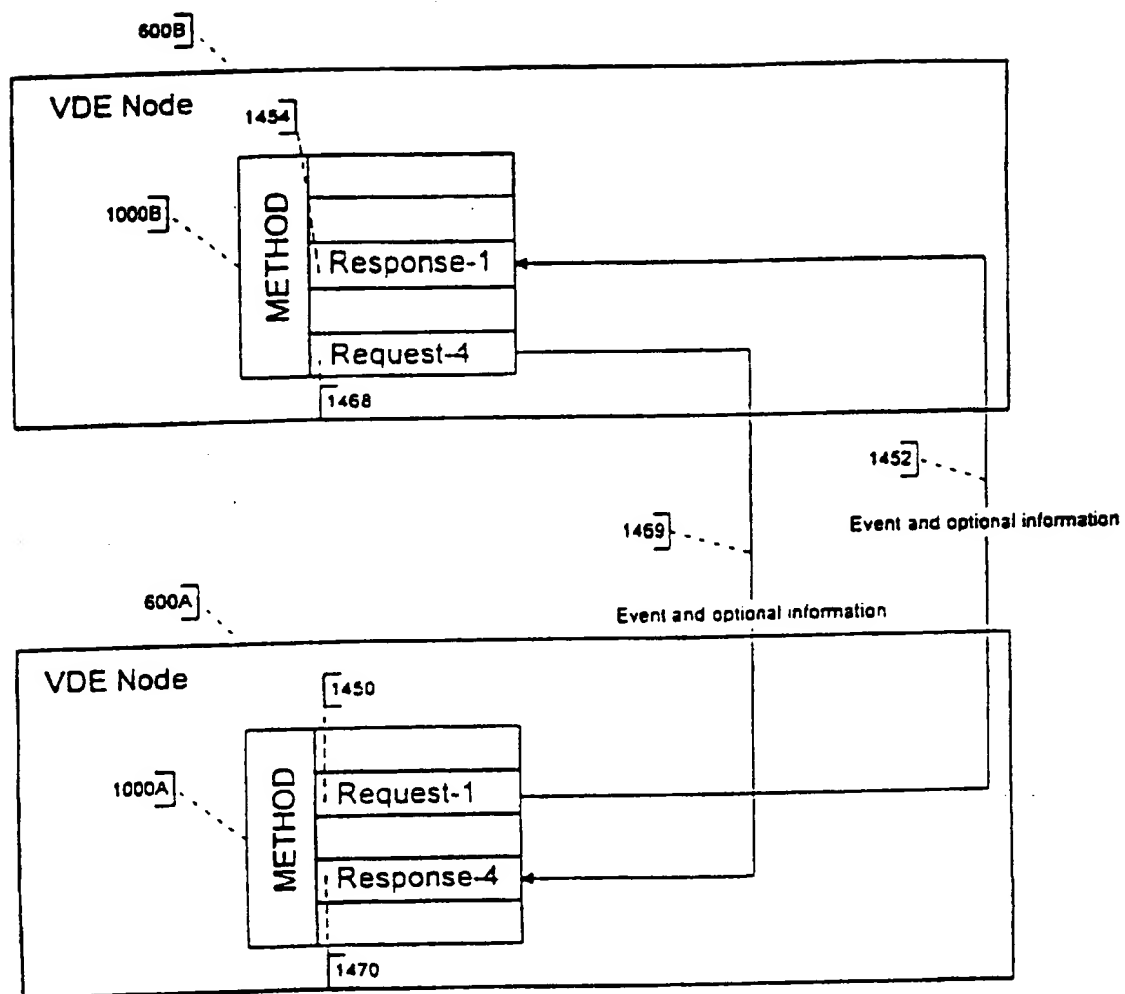 600B
VDE Node
1454
1000B
METHOD
Response-1
Request-4
1468
1452
Event and optional information
1469
600A
Event and optional information
VDE Node
1450
1000A
METHOD
Request-1
Response-4
1470